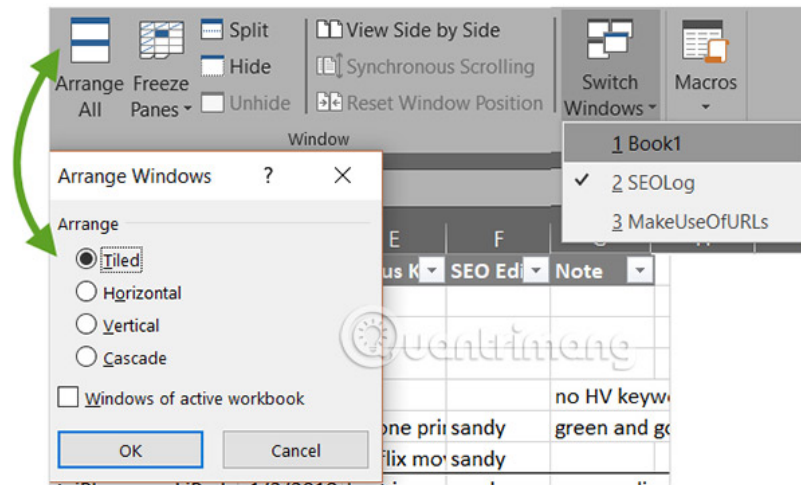 Arrange All
Freeze Panes
Split
Hide
Unhide
View Side by Side
Synchronous Scrolling
Reset Window Position
Window
Switch Windows
Macros
1 Book1
2 SEOLog
3 MakeUseOfURLs
Arrange Windows ?
Arrange
Tiled
Horizontal
Vertical
Cascade
Windows of active workbook
OK Cancel
E F
us K SEO Edi Note
Quantrimang
no HV keyw
one pri sandy green and g
flix mo sandy